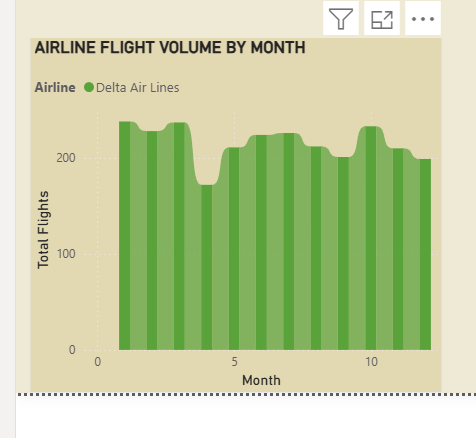 AIRLINE FLIGHT VOLUME BY MONTH
Airline Delta Air Lines
Total Flights
200
100
0
0 5 10
Month